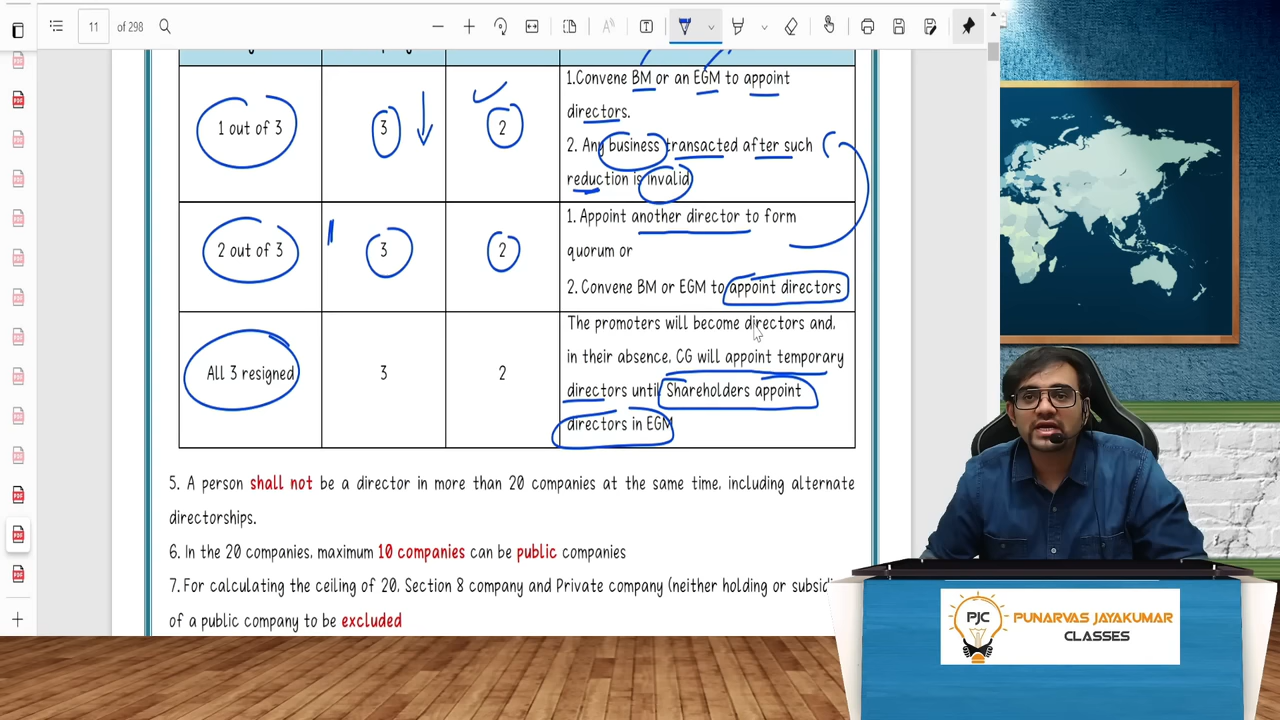 11 of 298
1 out of 3
3
2
1.Convene BM or an EGM to appoint
directors.
2. Any business transacted after such
reduction is invalid
2 out of 3
3
2
1. Appoint another director to form
quorum or
2. Convene BM or EGM to appoint directors
All 3 resigned
3
2
The promoters will become directors and,
in their absence, CG will appoint temporary
directors until Shareholders appoint
directors in EGM
5. A person shall not be a director in more than 20 companies at the same time, including alternate
directorships.
6. In the 20 companies, maximum 10 companies can be public companies
7. For calculating the ceiling of 20, Section 8 company and Private company (neither holding or
of a public company to be excluded
PJC
PUNARVAS JAYAKUMAR
CLASSES